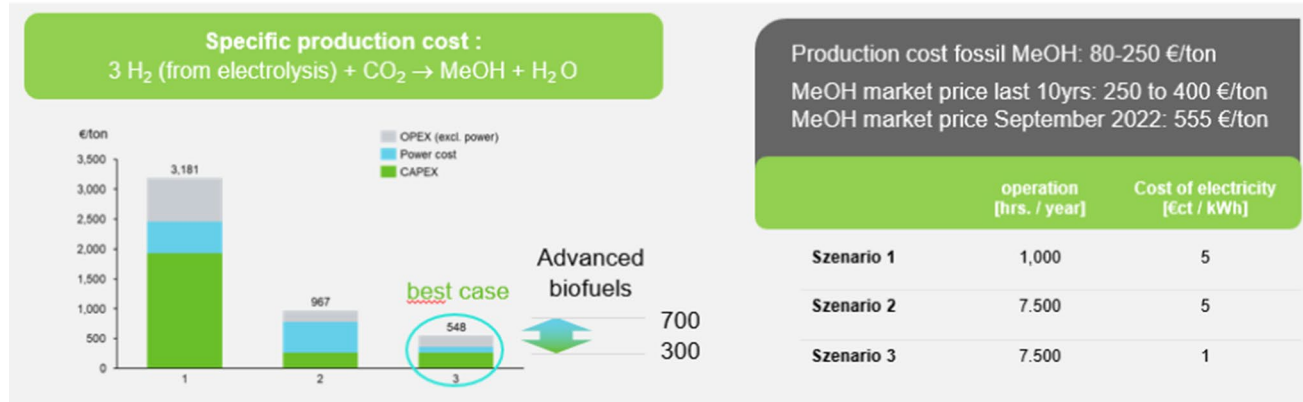 Specific production cost :
3 H₂ (from electrolysis) + CO₂ → MeOH + H₂ O
€/ton
OPEX (excl. power)
Power cost
CAPEX
3,500
3,000
2,500
2,000
1,500
1,000
500
0
3,181
967
548
1
2
3
best case
Advanced
biofuels
700
300
Production cost fossil MeOH: 80-250 €/ton
MeOH market price last 10yrs: 250 to 400 €/ton
MeOH market price September 2022: 555 €/ton
operation
[hrs. / year]
Cost of electricity
[€ct / kWh]
Szenario 1 1,000 5
Szenario 2 7.500 5
Szenario 3 7.500 1